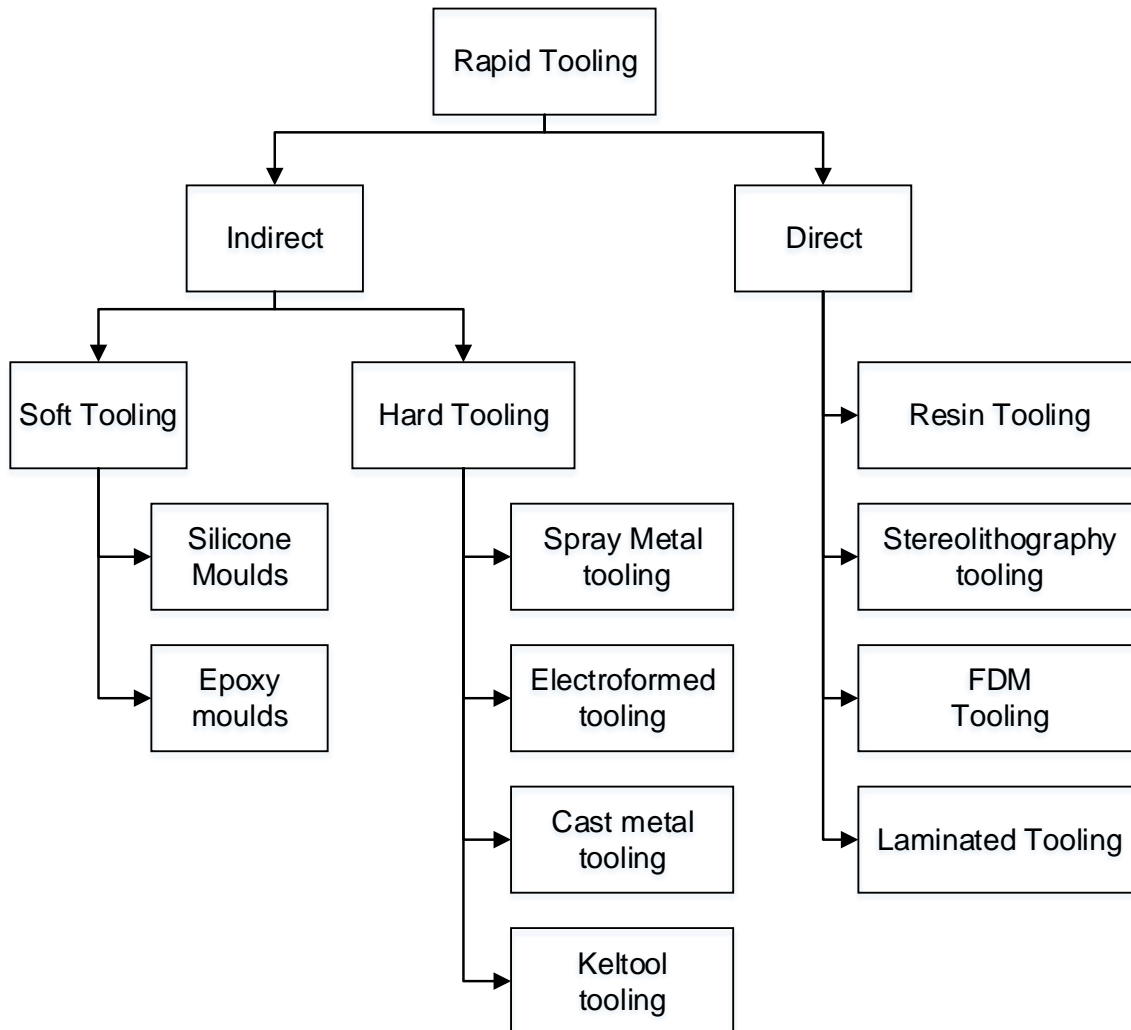 Rapid Tooling
Indirect
Direct
Soft Tooling
Hard Tooling
Resin Tooling
Silicone
Moulds
Spray Metal
tooling
Stereolithography
tooling
Epoxy
moulds
Electroformed
tooling
FDM
Tooling
Cast metal
tooling
Laminated Tooling
Keltool
tooling